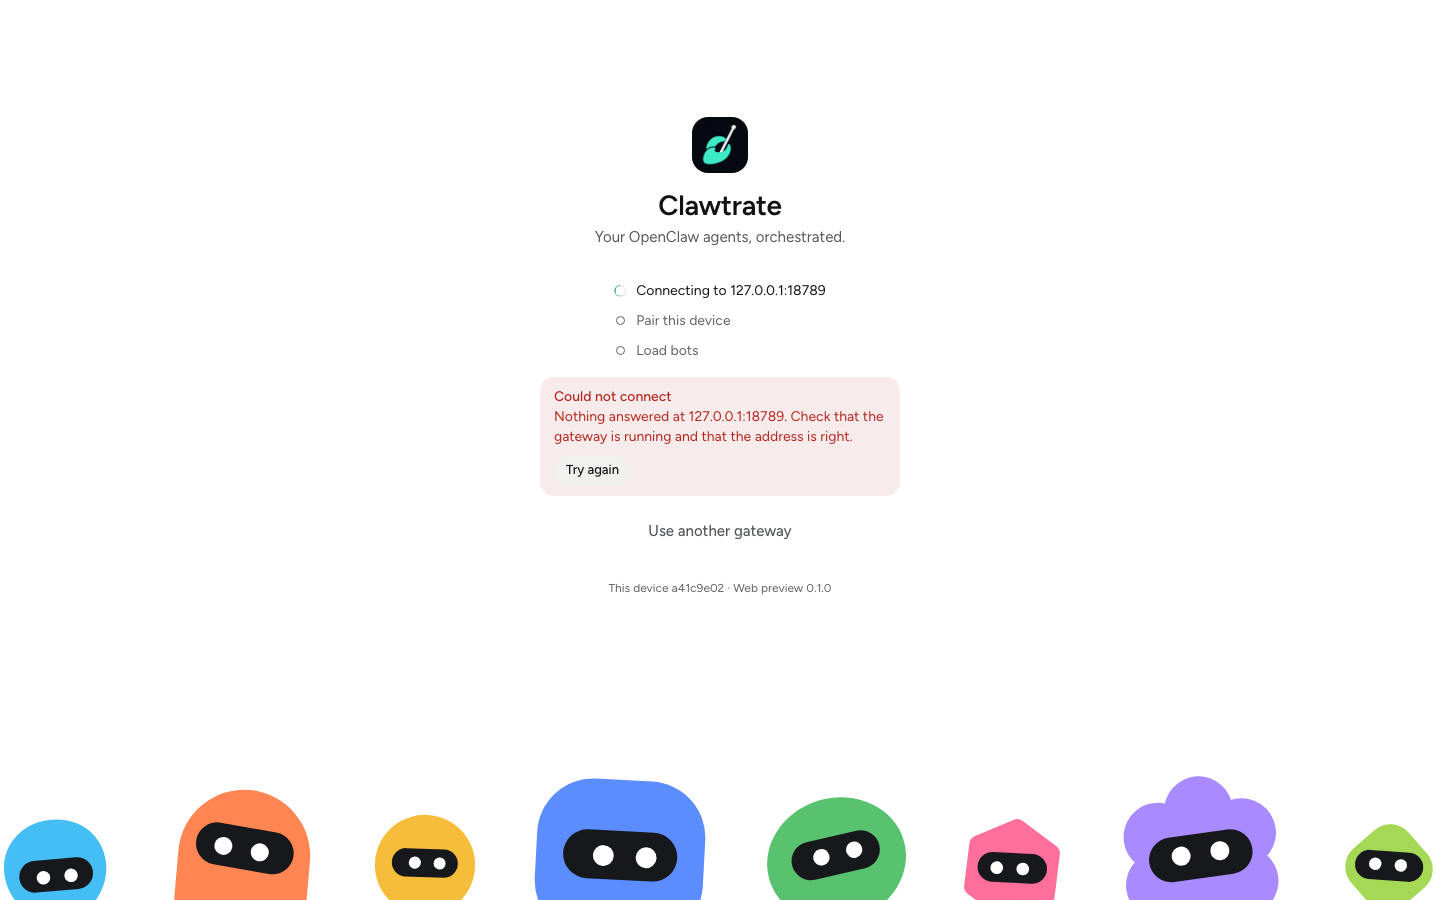 Clawtrate
Your OpenClaw agents, orchestrated.
Connecting to 127.0.0.1:18789
Pair this device
Load bots
Could not connect
Nothing answered at 127.0.0.1:18789. Check that the
gateway is running and that the address is right.
Try again
Use another gateway
This device a41c9e02 · Web preview 0.1.0